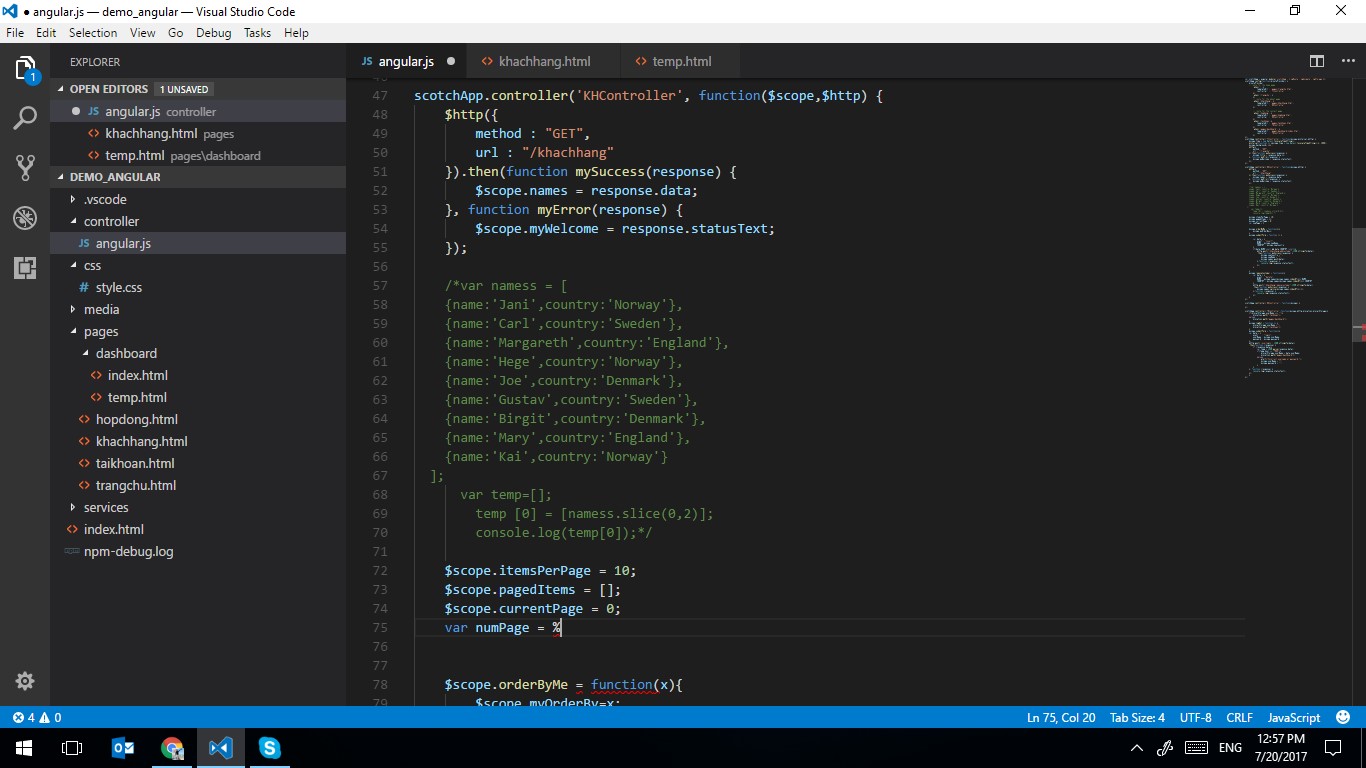 ● angular.js — demo_angular — Visual Studio Code
File Edit Selection View Go Debug Tasks Help
EXPLORER
1
OPEN EDITORS 1 UNSAVED
● JS angular.js controller
<> khachhang.html pages
<> temp.html pages\dashboard
DEMO_ANGULAR
.vscode
controller
JS angular.js
css
# style.css
media
pages
dashboard
<> index.html
<> temp.html
<> hopdong.html
<> khachhang.html
<> taikhoan.html
<> trangchu.html
services
<> index.html
npm-debug.log
JS angular.js ● <> khachhang.html <> temp.html
47 scotchApp.controller('KHController', function($scope,$http) {
48 $http({
49 method : "GET",
50 url : "/khachhang"
51 }).then(function mySuccess(response) {
52 $scope.names = response.data;
53 }, function myError(response) {
54 $scope.myWelcome = response.statusText;
55 });
56
57 /*var namess = [
58 {name:'Jani',country:'Norway'},
59 {name:'Carl',country:'Sweden'},
60 {name:'Margareth',country:'England'},
61 {name:'Hege',country:'Norway'},
62 {name:'Joe',country:'Denmark'},
63 {name:'Gustav',country:'Sweden'},
64 {name:'Birgit',country:'Denmark'},
65 {name:'Mary',country:'England'},
66 {name:'Kai',country:'Norway'}
67 ];
68 var temp=[];
69 temp [0] = [namess.slice(0,2)];
70 console.log(temp[0]);*/
71
72 $scope.itemsPerPage = 10;
73 $scope.pagedItems = [];
74 $scope.currentPage = 0;
75 var numPage = %
76
77
78 $scope.orderByMe = function(x){
79 $scope.myOrderBy=x;
4 0 Ln 75, Col 20 Tab Size: 4 UTF-8 CRLF JavaScript
ENG 12:57 PM
7/20/2017